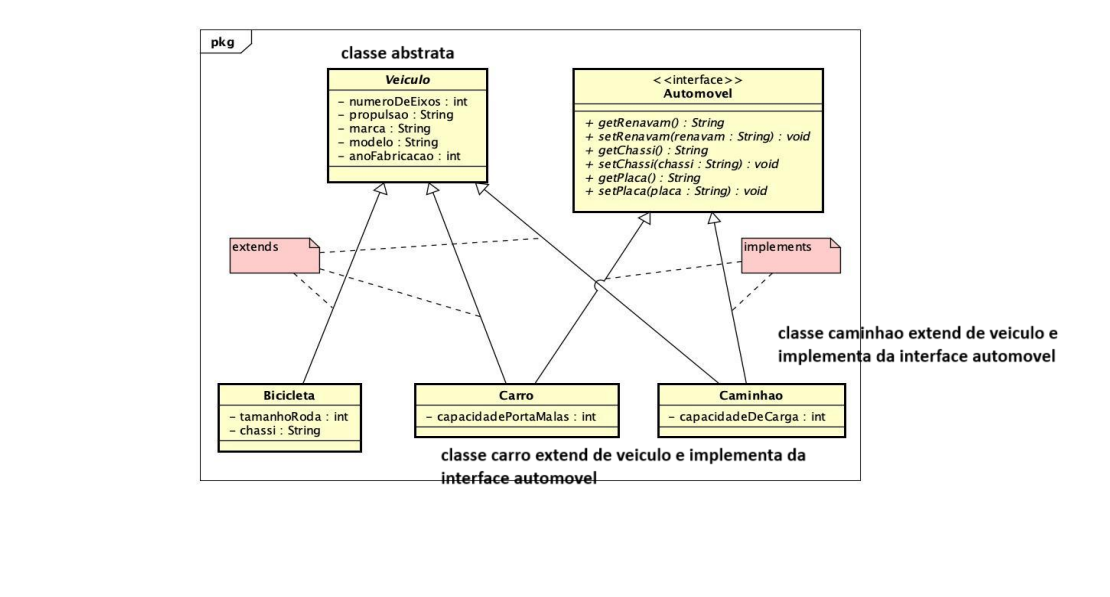 pkg
classe abstrata
Veiculo
- numeroDeEixos : int
- propulsao : String
- marca : String
- modelo : String
- anoFabricacao : int
<<interface>>
Automovel
+ getRenavam() : String
+ setRenavam(renavam : String) : void
+ getChassi() : String
+ setChassi(chassi : String) : void
+ getPlaca() : String
+ setPlaca(placa : String) : void
extends
implements
classe caminhao extend de veiculo e
implementa da interface automovel
Bicicleta
- tamanhoRoda : int
- chassi : String
Carro
- capacidadePortaMalas : int
Caminhao
- capacidadeDeCarga : int
classe carro extend de veiculo e implementa da
interface automovel